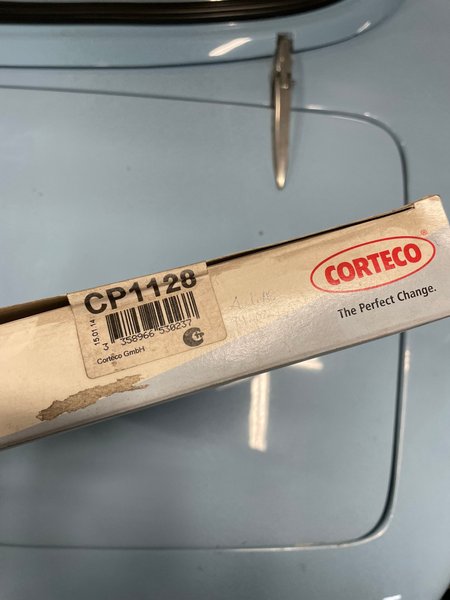 CORTECO®
The Perfect Change.
CP1128
15.01.14
3 358966 530237
Corteco GmbH